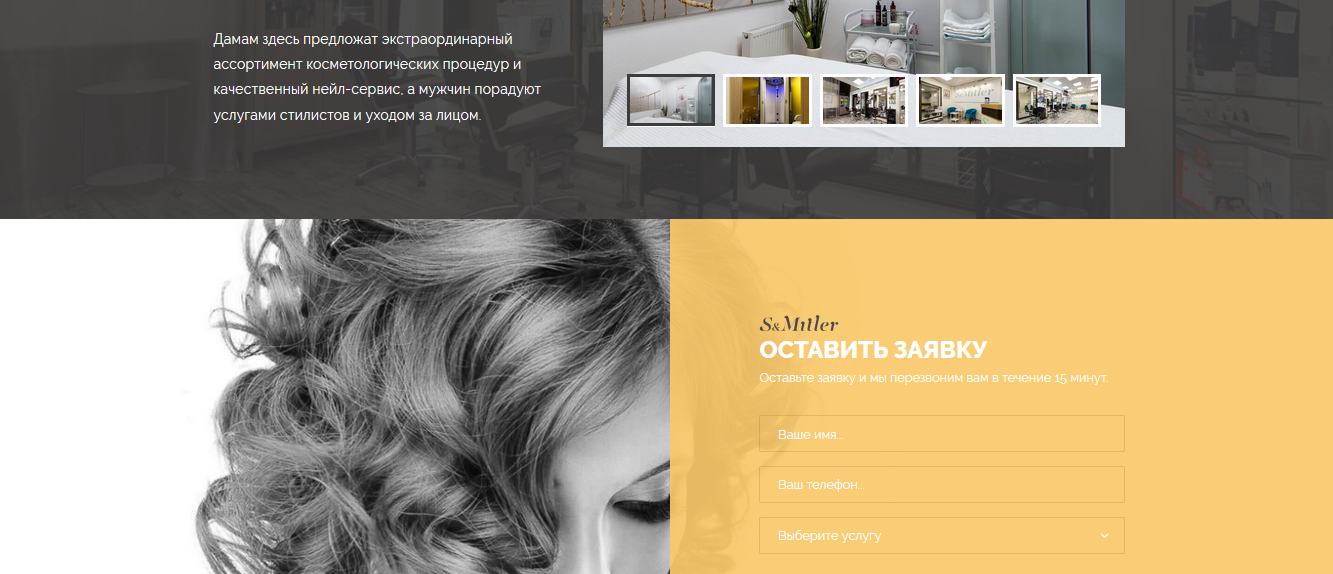 Дамам здесь предложат экстраординарный
ассортимент косметологических процедур и
качественный нейл-сервис, а мужчин порадуют
услугами стилистов и уходом за лицом.
S&Mitler
ОСТАВИТЬ ЗАЯВКУ
Оставьте заявку и мы перезвоним вам в течение 15 минут.
Ваше имя...
Ваш телефон...
Выберите услугу